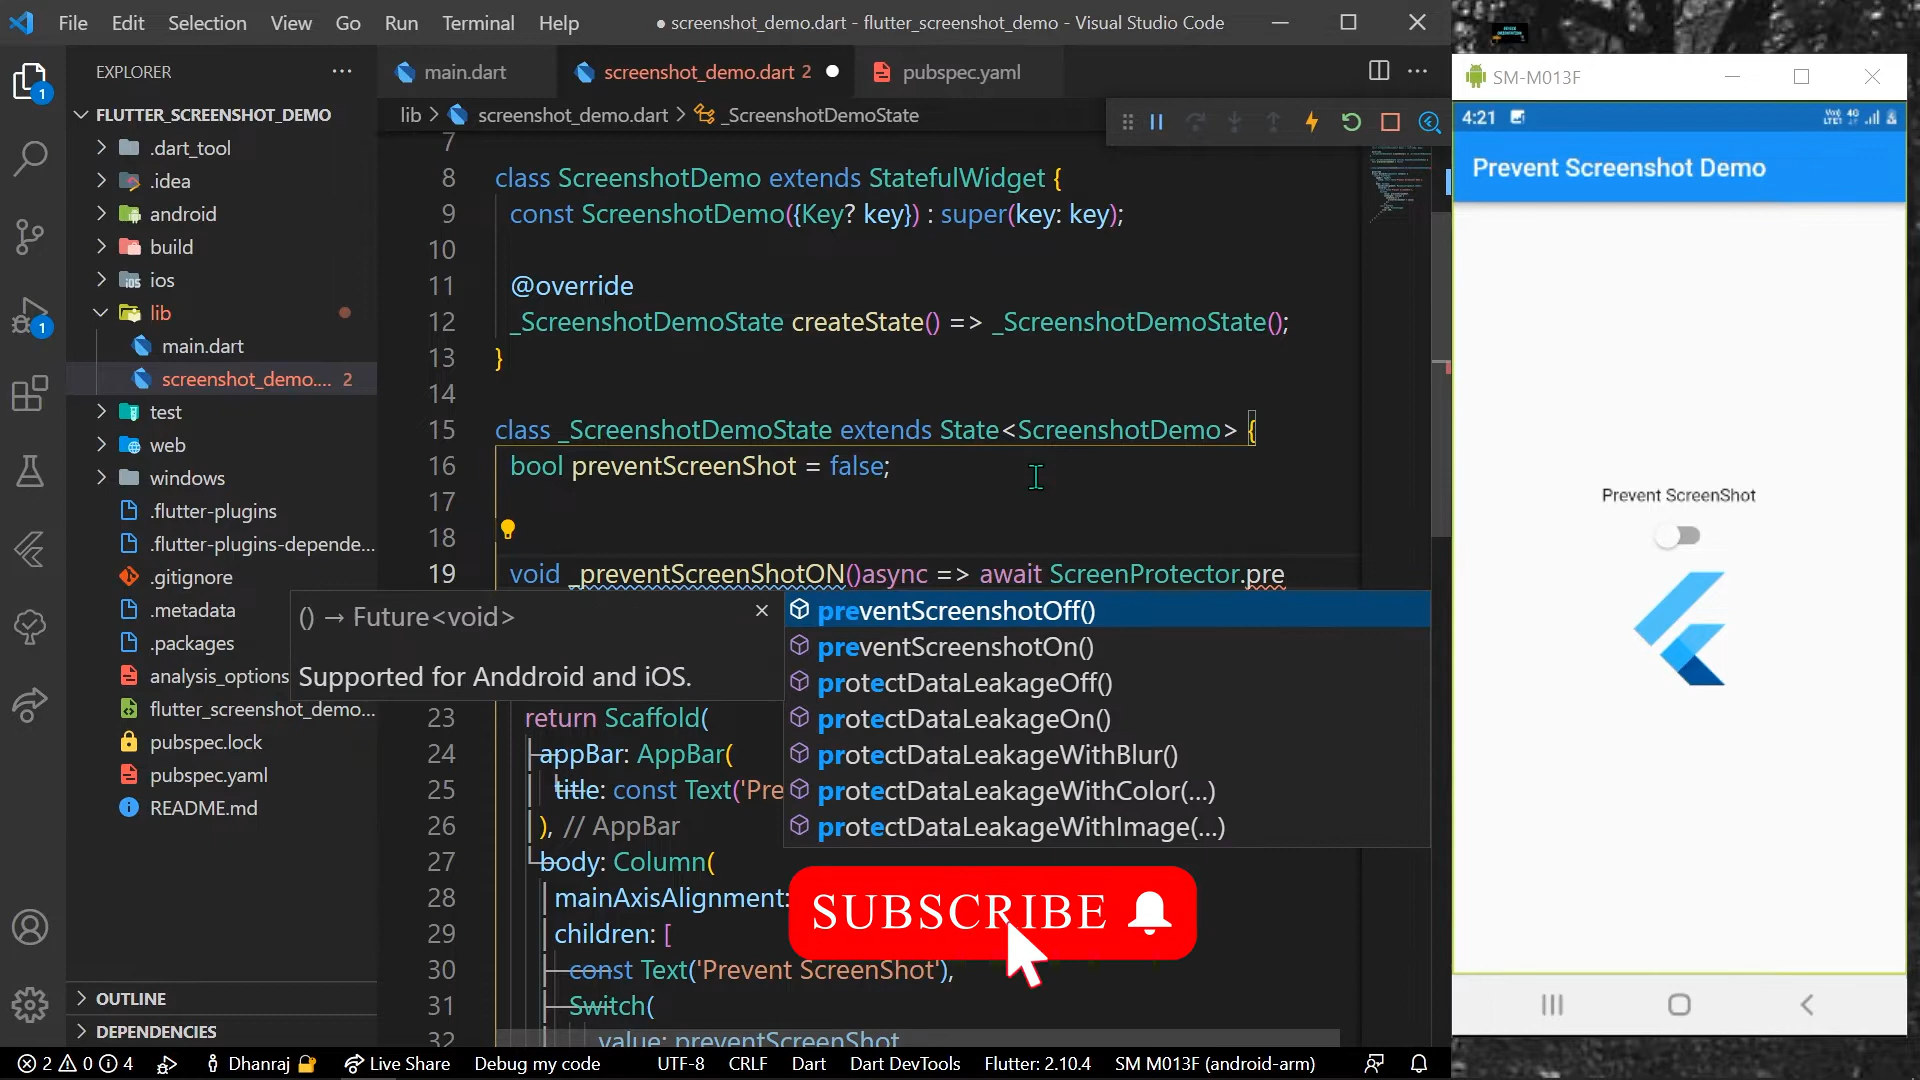 File Edit Selection View Go Run Terminal Help
● screenshot_demo.dart - flutter_screenshot_demo - Visual Studio Code
EXPLORER
FLUTTER_SCREENSHOT_DEMO
.dart_tool
.idea
android
build
ios
lib
main.dart
screenshot_demo.... 2
test
web
windows
.flutter-plugins
.flutter-plugins-depende...
.gitignore
.metadata
.packages
analysis_options
flutter_screenshot_demo...
pubspec.lock
pubspec.yaml
README.md
OUTLINE
DEPENDENCIES
1
1
main.dart
screenshot_demo.dart 2
pubspec.yaml
lib > screenshot_demo.dart > _ScreenshotDemoState
7
8 class ScreenshotDemo extends StatefulWidget {
9 const ScreenshotDemo({Key? key}) : super(key: key);
10
11 @override
12 _ScreenshotDemoState createState() => _ScreenshotDemoState();
13 }
14
15 class _ScreenshotDemoState extends State<ScreenshotDemo> {
16 bool preventScreenShot = false;
17
18
19 void _preventScreenShotON()async => await ScreenProtector.pre
() → Future<void>
Supported for Anddroid and iOS.
preventScreenshotOff()
preventScreenshotOn()
protectDataLeakageOff()
protectDataLeakageOn()
protectDataLeakageWithBlur()
protectDataLeakageWithColor(...)
protectDataLeakageWithImage(...)
23 return Scaffold(
24 appBar: AppBar(
25 title: const Text('Pre
26 ), // AppBar
27 body: Column(
28 mainAxisAlignment:
29 children: [
30 const Text('Prevent ScreenShot'),
31 Switch(
32 value: preventScreenShot
SUBSCRIBE
2 0 4
Dhanraj
Live Share
Debug my code
UTF-8
CRLF
Dart
Dart DevTools
Flutter: 2.10.4
SM M013F (android-arm)
SM-M013F
4:21
Prevent Screenshot Demo
Prevent ScreenShot